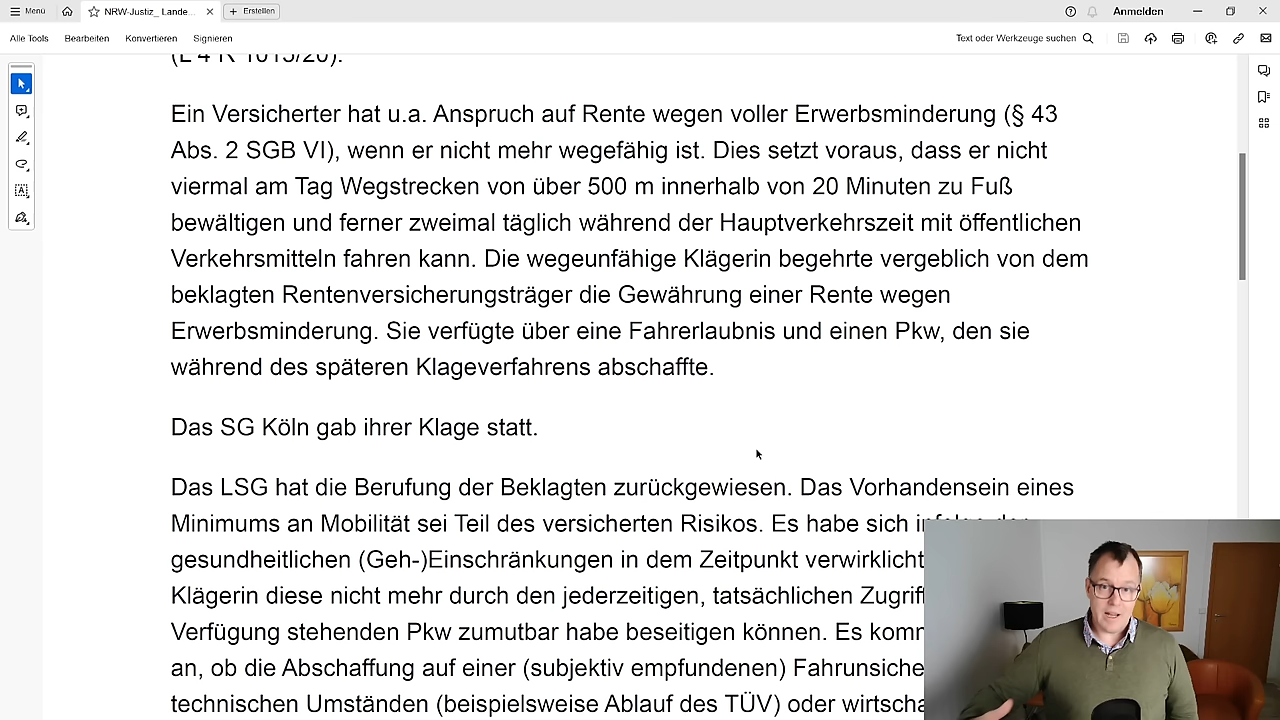 Menü
NRW-Justiz_ Lande...
Erstellen
Anmelden
Alle Tools Bearbeiten Konvertieren Signieren
Text oder Werkzeuge suchen
(L 4 R 1015/20).
Ein Versicherter hat u.a. Anspruch auf Rente wegen voller Erwerbsminderung (§ 43
Abs. 2 SGB VI), wenn er nicht mehr wegefähig ist. Dies setzt voraus, dass er nicht
viermal am Tag Wegstrecken von über 500 m innerhalb von 20 Minuten zu Fuß
bewältigen und ferner zweimal täglich während der Hauptverkehrszeit mit öffentlichen
Verkehrsmitteln fahren kann. Die wegeunfähige Klägerin begehrte vergeblich von dem
beklagten Rentenversicherungsträger die Gewährung einer Rente wegen
Erwerbsminderung. Sie verfügte über eine Fahrerlaubnis und einen Pkw, den sie
während des späteren Klageverfahrens abschaffte.
Das SG Köln gab ihrer Klage statt.
Das LSG hat die Berufung der Beklagten zurückgewiesen. Das Vorhandensein eines
Minimums an Mobilität sei Teil des versicherten Risikos. Es habe sich
gesundheitlichen (Geh-)Einschränkungen in dem Zeitpunkt verwirklicht
Klägerin diese nicht mehr durch den jederzeitigen, tatsächlichen Zugriff
Verfügung stehenden Pkw zumutbar habe beseitigen können. Es
an, ob die Abschaffung auf einer (subjektiv empfundenen)
technischen Umständen (beispielsweise Ablauf des TÜV) oder